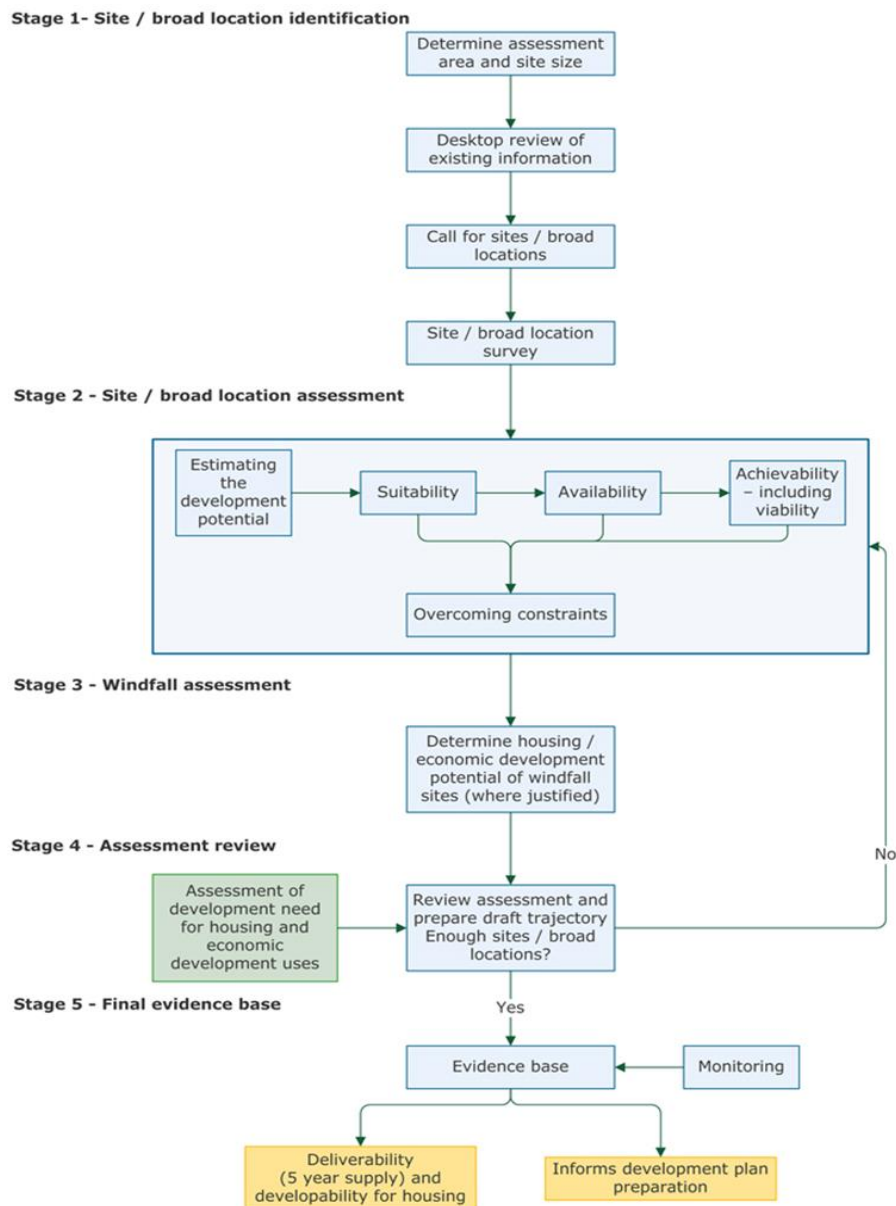 Stage 1- Site / broad location identification
Determine assessment
area and site size
Desktop review of
existing information
Call for sites / broad
locations
Site / broad location
survey
Stage 2 - Site / broad location assessment
Estimating
the
development
potential
Suitability
Availability
Achievability
– including
viability
Overcoming constraints
Stage 3 - Windfall assessment
Determine housing /
economic development
potential of windfall
sites (where justified)
Stage 4 - Assessment review
No
Assessment of
development need
for housing and
economic
development uses
Review assessment and
prepare draft trajectory
Enough sites / broad
locations?
Stage 5 - Final evidence base
Yes
Evidence base
Monitoring
Deliverability
(5 year supply) and
developability for housing
Informs development plan
preparation